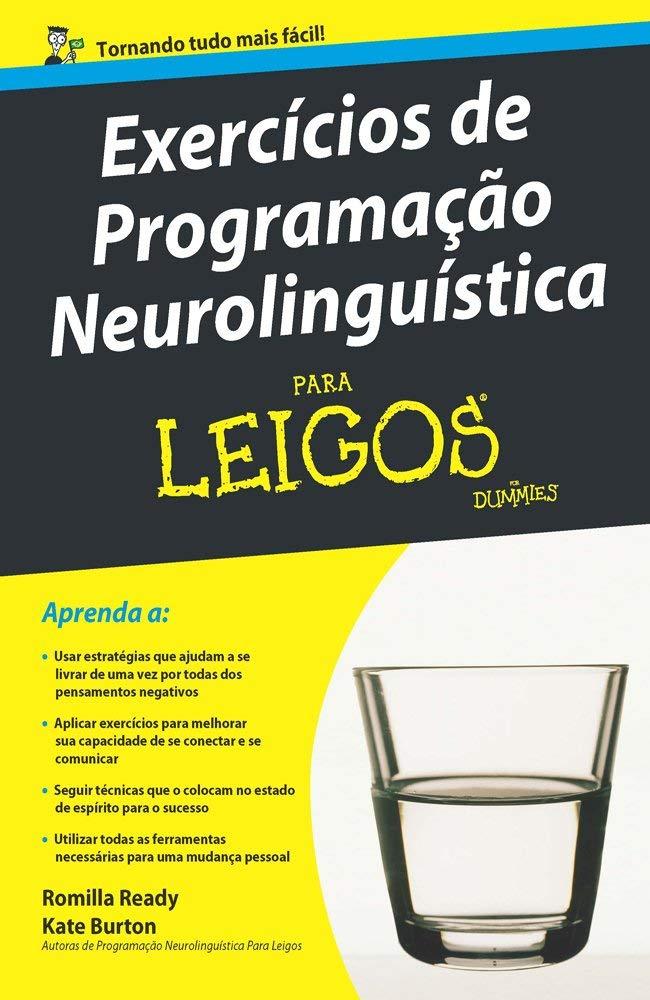 Tornando tudo mais fácil!
Exercícios de
Programação
Neurolinguística
PARA
LEIGOS®
FOR
DUMMIES
Aprenda a:
• Usar estratégias que ajudam a se
livrar de uma vez por todas dos
pensamentos negativos
• Aplicar exercícios para melhorar
sua capacidade de se conectar e se
comunicar
• Seguir técnicas que o colocam no estado
de espírito para o sucesso
• Utilizar todas as ferramentas
necessárias para uma mudança pessoal
Romilla Ready
Kate Burton
Autoras de Programação Neurolinguística Para Leigos